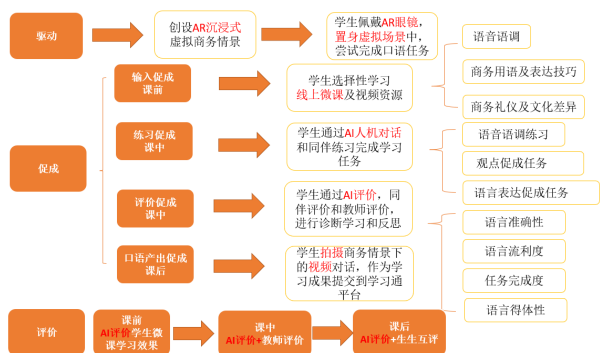 驱动
创设AR沉浸式
虚拟商务情景
学生佩戴AR眼镜，
置身虚拟场景中，
尝试完成口语任务
促成
输入促成
课前
学生选择性学习
线上微课及视频资源
语音语调
商务用语及表达技巧
商务礼仪及文化差异
练习促成
课中
学生通过AI人机对话
和同伴练习完成学习
任务
语音语调练习
观点促成任务
语言表达促成任务
评价促成
课中
学生通过AI评价，同
伴评价和教师评价，
进行诊断学习和反思
语言准确性
语言流利度
任务完成度
语言得体性
口语产出促成
课后
学生拍摄商务情景下
的视频对话，作为学
习成果提交到学习通
平台
评价
课前
AI评价学生微
课学习效果
课中
AI评价+教师评价
课后
AI评价+生生互评